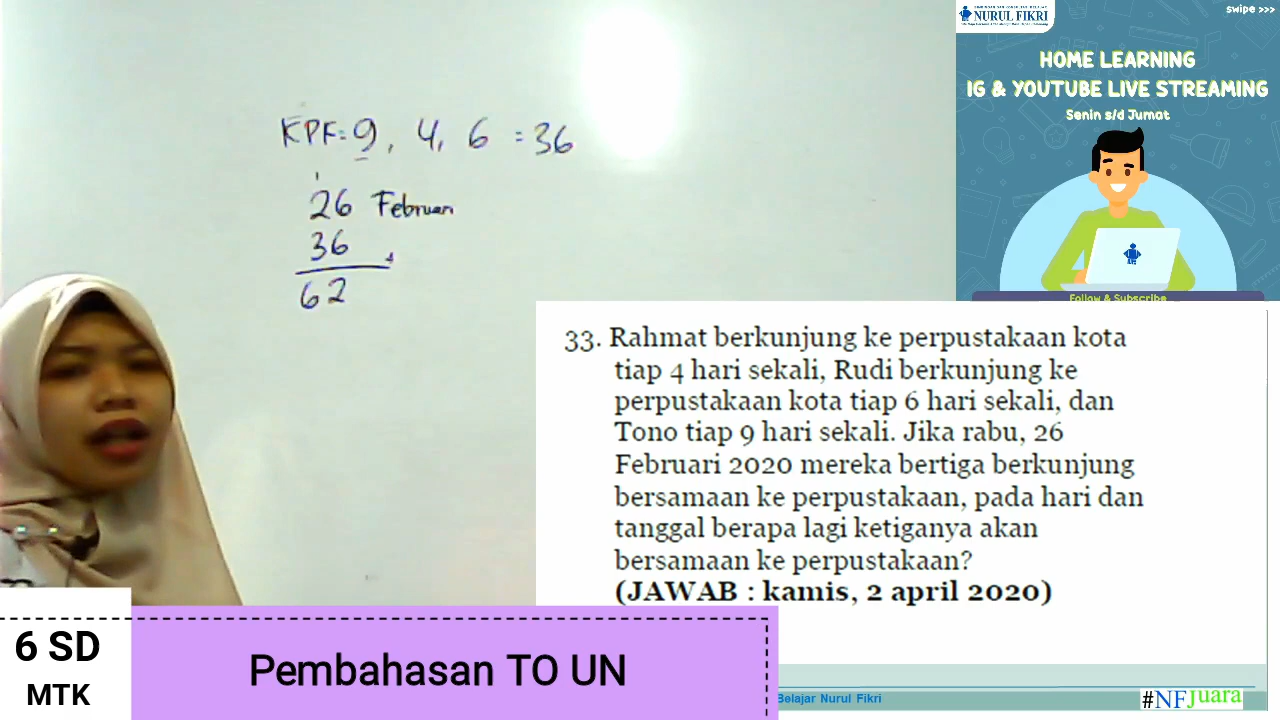 KPK: 9, 4, 6 = 36
1
26 Februari
36 +
62
NURUL FIKRI
swipe >>>
HOME LEARNING
IG & YOUTUBE LIVE STREAMING
Senin s/d Jumat
Follow & Subscribe
33. Rahmat berkunjung ke perpustakaan kota
tiap 4 hari sekali, Rudi berkunjung ke
perpustakaan kota tiap 6 hari sekali, dan
Tono tiap 9 hari sekali. Jika rabu, 26
Februari 2020 mereka bertiga berkunjung
bersamaan ke perpustakaan, pada hari dan
tanggal berapa lagi ketiganya akan
bersamaan ke perpustakaan?
(JAWAB : kamis, 2 april 2020)
6 SD
MTK
Pembahasan TO UN
Belajar Nurul Fikri
#NFJuara